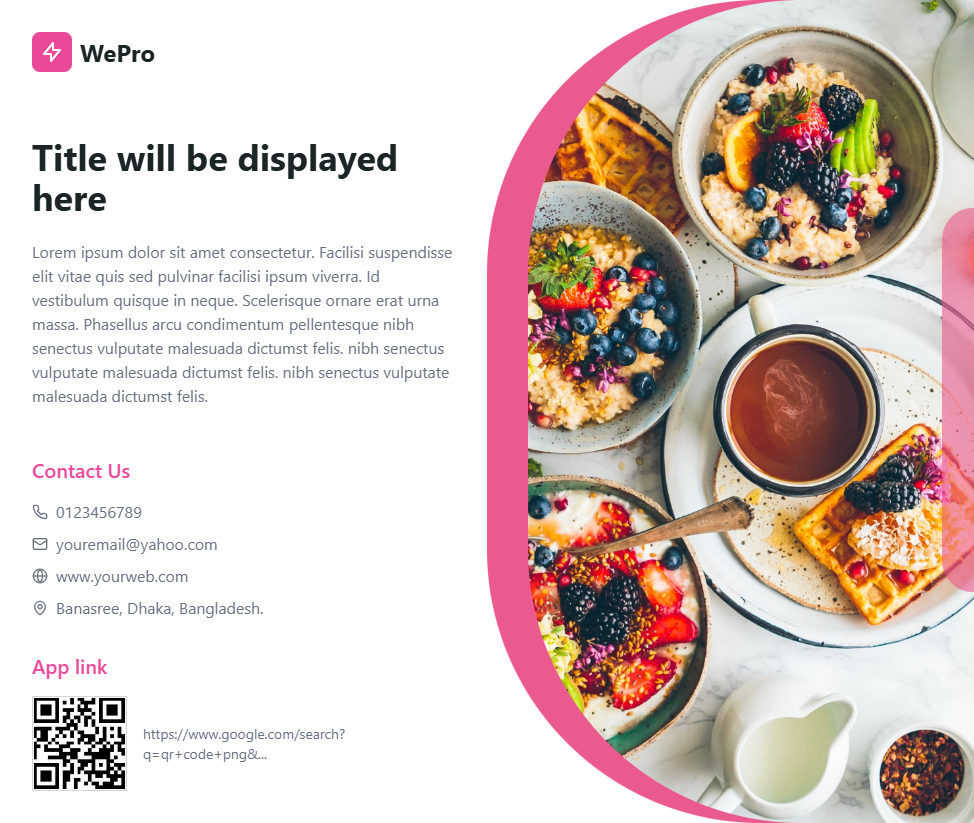 WePro
Title will be displayed
here
Lorem ipsum dolor sit amet consectetur. Facilisi suspendisse
elit vitae quis sed pulvinar facilisi ipsum viverra. Id
vestibulum quisque in neque. Scelerisque ornare erat urna
massa. Phasellus arcu condimentum pellentesque nibh
senectus vulputate malesuada dictumst felis. nibh senectus
vulputate malesuada dictumst felis. nibh senectus vulputate
malesuada dictumst felis.
Contact Us
0123456789
youremail@yahoo.com
www.yourweb.com
Banasree, Dhaka, Bangladesh.
App link
https://www.google.com/search?
q=qr+code+png&...